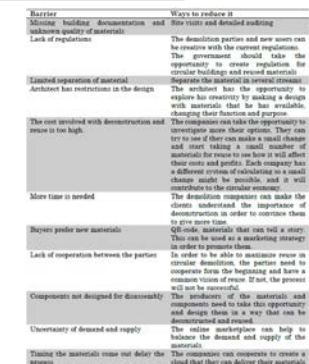 Barrier Ways to reduce it
Missing building documentation and Site visits and detailed auditing
unknown quality of materials
Lack of regulations The demolition parties and new users can
be creative with the current regulations.
The government should take the
opportunity to create regulation for
circular buildings and reused materials
Limited separation of material Separate the material in several streams
Architect has restrictions in the design The architect has the opportunity to
explore his creativity by making a design
with materials that he has available,
changing their function and purpose.
The cost involved with deconstruction and The companies can take the opportunity to
reuse is too high. investigate more their options. They can
try to see if they can make a small change
and start taking a small number of
materials for reuse to see how it will affect
their costs and profits. Each company has
a different system of calculating so a small
change might be possible, and it will
contribute to the circular economy.
More time is needed The demolition companies can make the
clients understand the importance of
deconstruction in order to convince them
to give more time.
Buyers prefer new materials QR-code, materials that can tell a story.
This can be used as a marketing strategy
in order to promote them.
Lack of cooperation between the parties In order to be able to maximize reuse in
circular demolition, the parties need to
cooperate form the beginning and have a
common vision of reuse. If not, the process
will not be successful.
Components not designed for disassembly The producers of the materials and
components need to take this opportunity
and design them in a way that can be
deconstructed and reused.
Uncertainty of demand and supply The online marketplace can help to
balance the demand and supply of the
materials.
Timing the materials come out delay the The companies can cooperate to create a
process cloud that they can deliver their materials